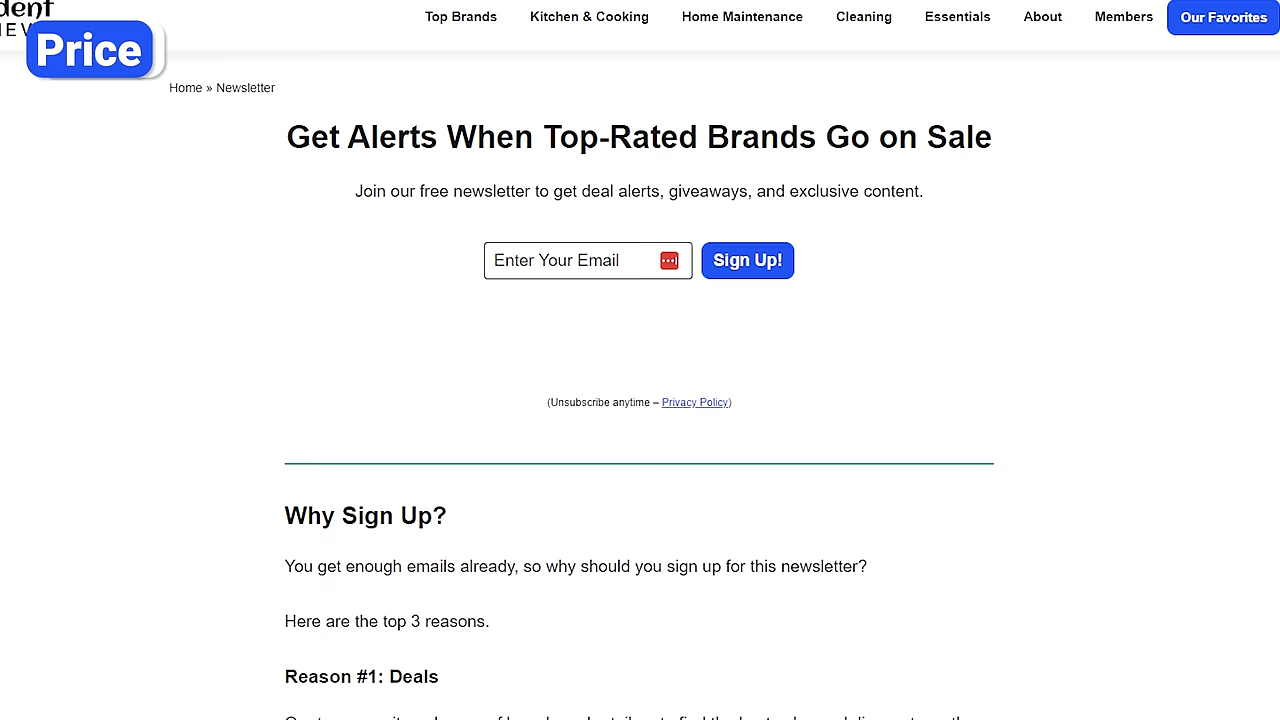 Price
Top Brands Kitchen & Cooking Home Maintenance Cleaning Essentials About Members Our Favorites
Home » Newsletter
Get Alerts When Top-Rated Brands Go on Sale
Join our free newsletter to get deal alerts, giveaways, and exclusive content.
Enter Your Email Sign Up!
(Unsubscribe anytime – Privacy Policy)
Why Sign Up?
You get enough emails already, so why should you sign up for this newsletter?
Here are the top 3 reasons.
Reason #1: Deals